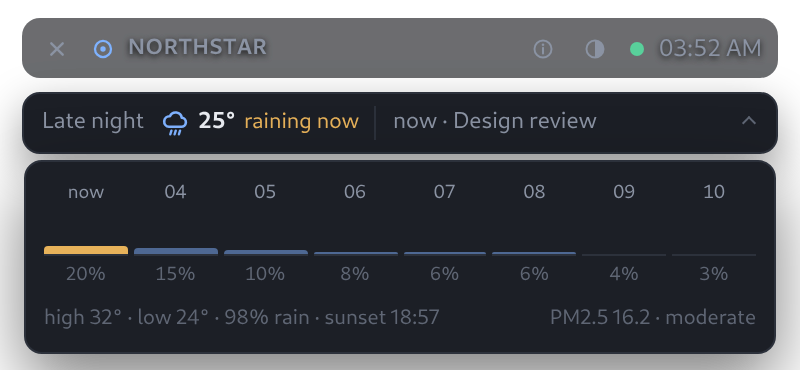 NORTHSTAR 03:52 AM
Late night 25° raining now now · Design review
now 04 05 06 07 08 09 10
20% 15% 10% 8% 6% 6% 4% 3%
high 32° · low 24° · 98% rain · sunset 18:57 PM2.5 16.2 · moderate